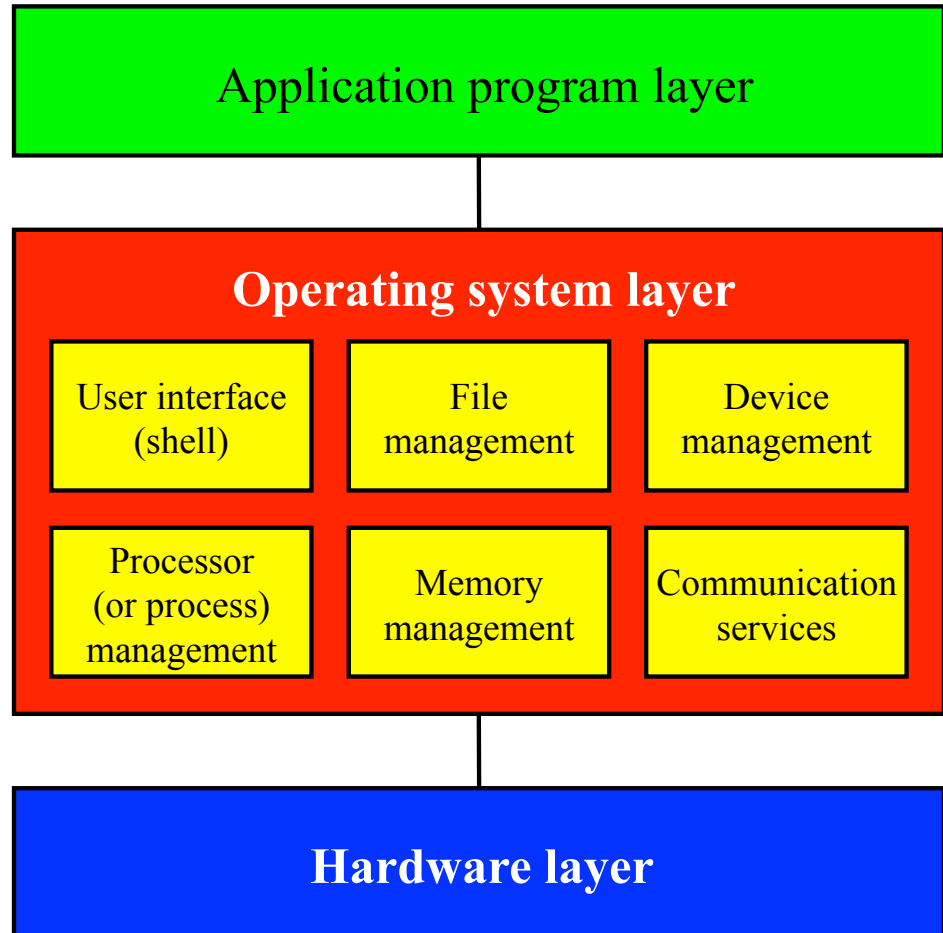 Application program layer
Operating system layer
User interface
(shell)
File
management
Device
management
Processor
(or process)
management
Memory
management
Communication
services
Hardware layer